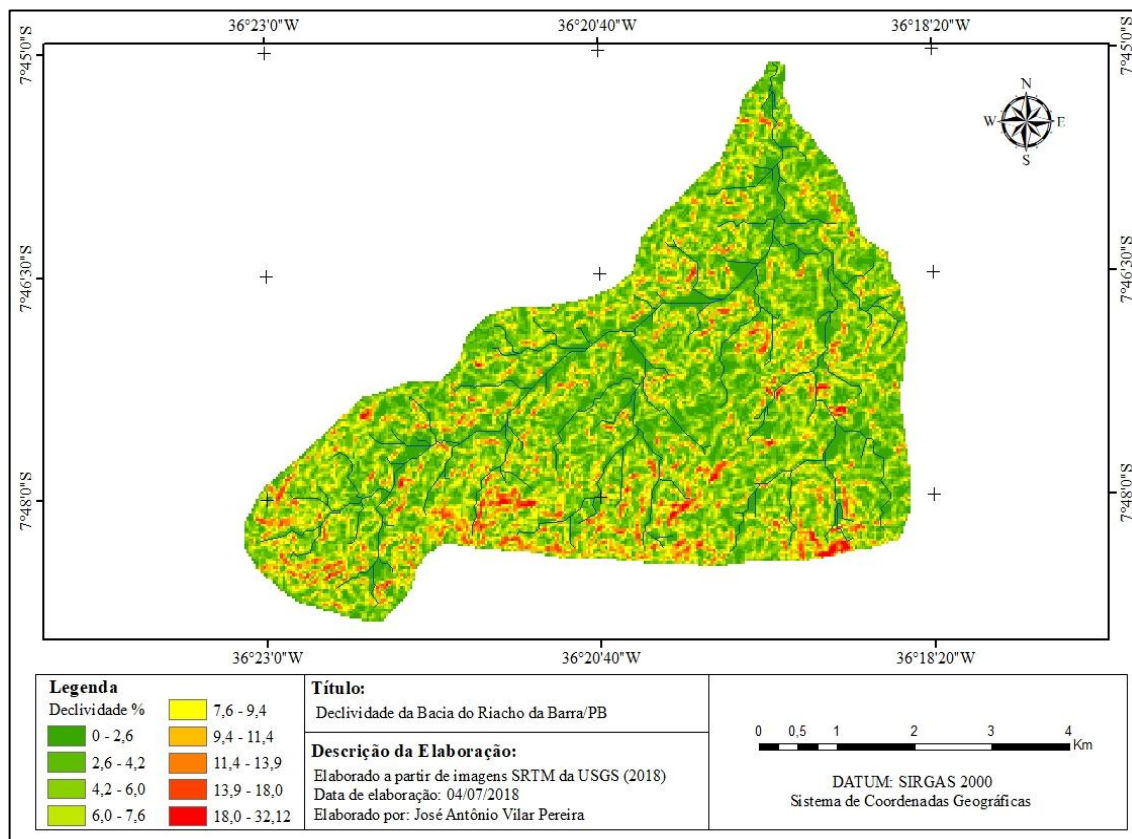 36°23'0"W 36°20'40"W 36°18'20"W
7°45'0"S 7°45'0"S
N
W E
S
7°46'30"S 7°46'30"S
7°48'0"S 7°48'0"S
36°23'0"W 36°20'40"W 36°18'20"W
Legenda
Declividade %
0 - 2,6
2,6 - 4,2
4,2 - 6,0
6,0 - 7,6
7,6 - 9,4
9,4 - 11,4
11,4 - 13,9
13,9 - 18,0
18,0 - 32,12
Título:
Declividade da Bacia do Riacho da Barra/PB
Descrição da Elaboração:
Elaborado a partir de imagens SRTM da USGS (2018)
Data de elaboração: 04/07/2018
Elaborado por: José Antônio Vilar Pereira
0 0,5 1 2 3 4
Km
DATUM: SIRGAS 2000
Sistema de Coordenadas Geográficas